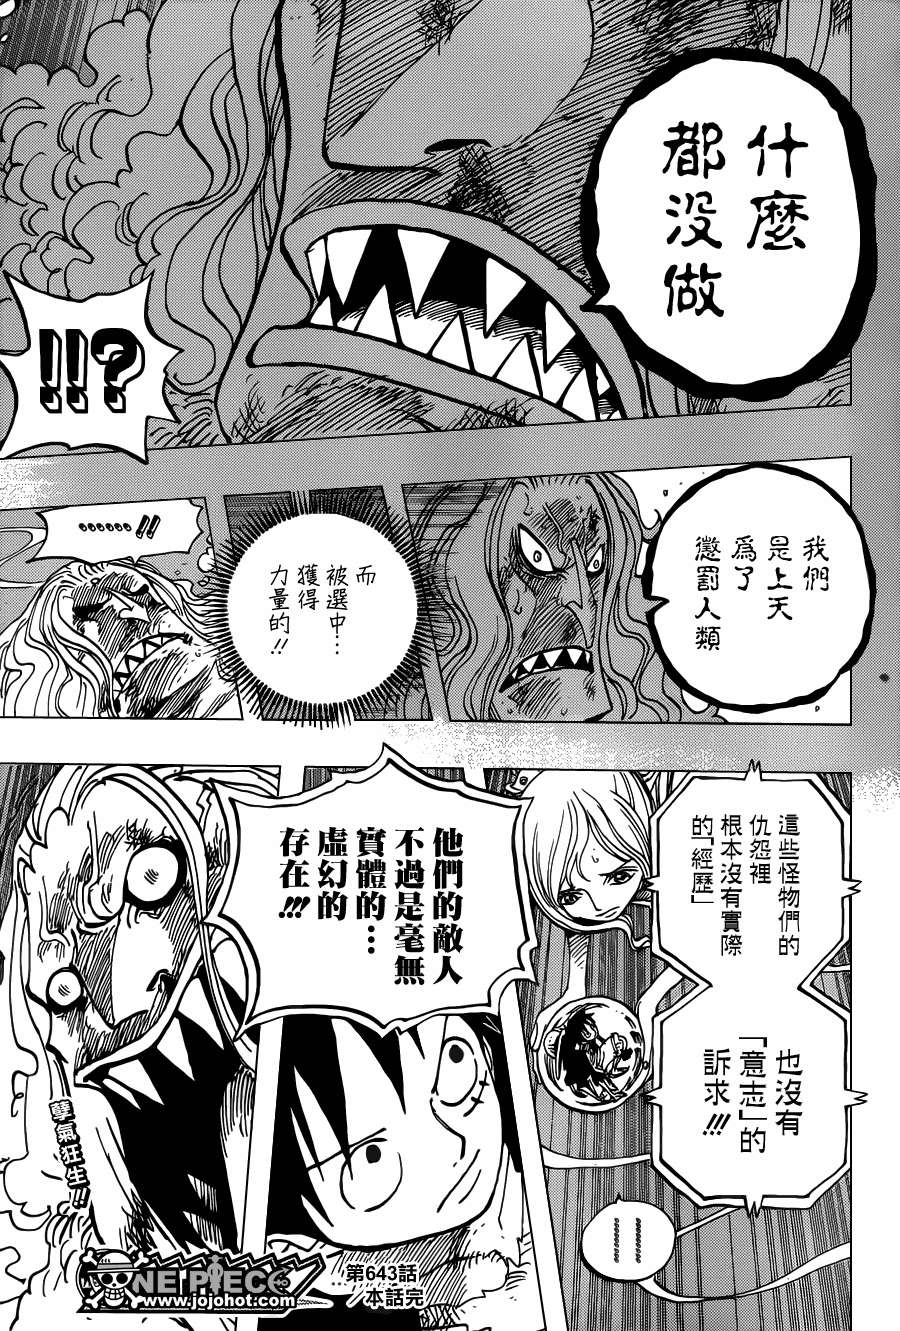 什麼
都没做
!!?
我們
是上天
爲了
懲罰人類
而
被選中…
獲得
力量的!!
……!!
這些怪物們的
仇怨裡
根本沒有實際
的「經歷」
也沒有
「意志」的
訴求!!!
!!
他們的敵人
不過是毫無
實體的…
虛幻的
存在!!!
孽氣狂生!!
ONE PIECE
www.jojohot.com
第643話
本話完